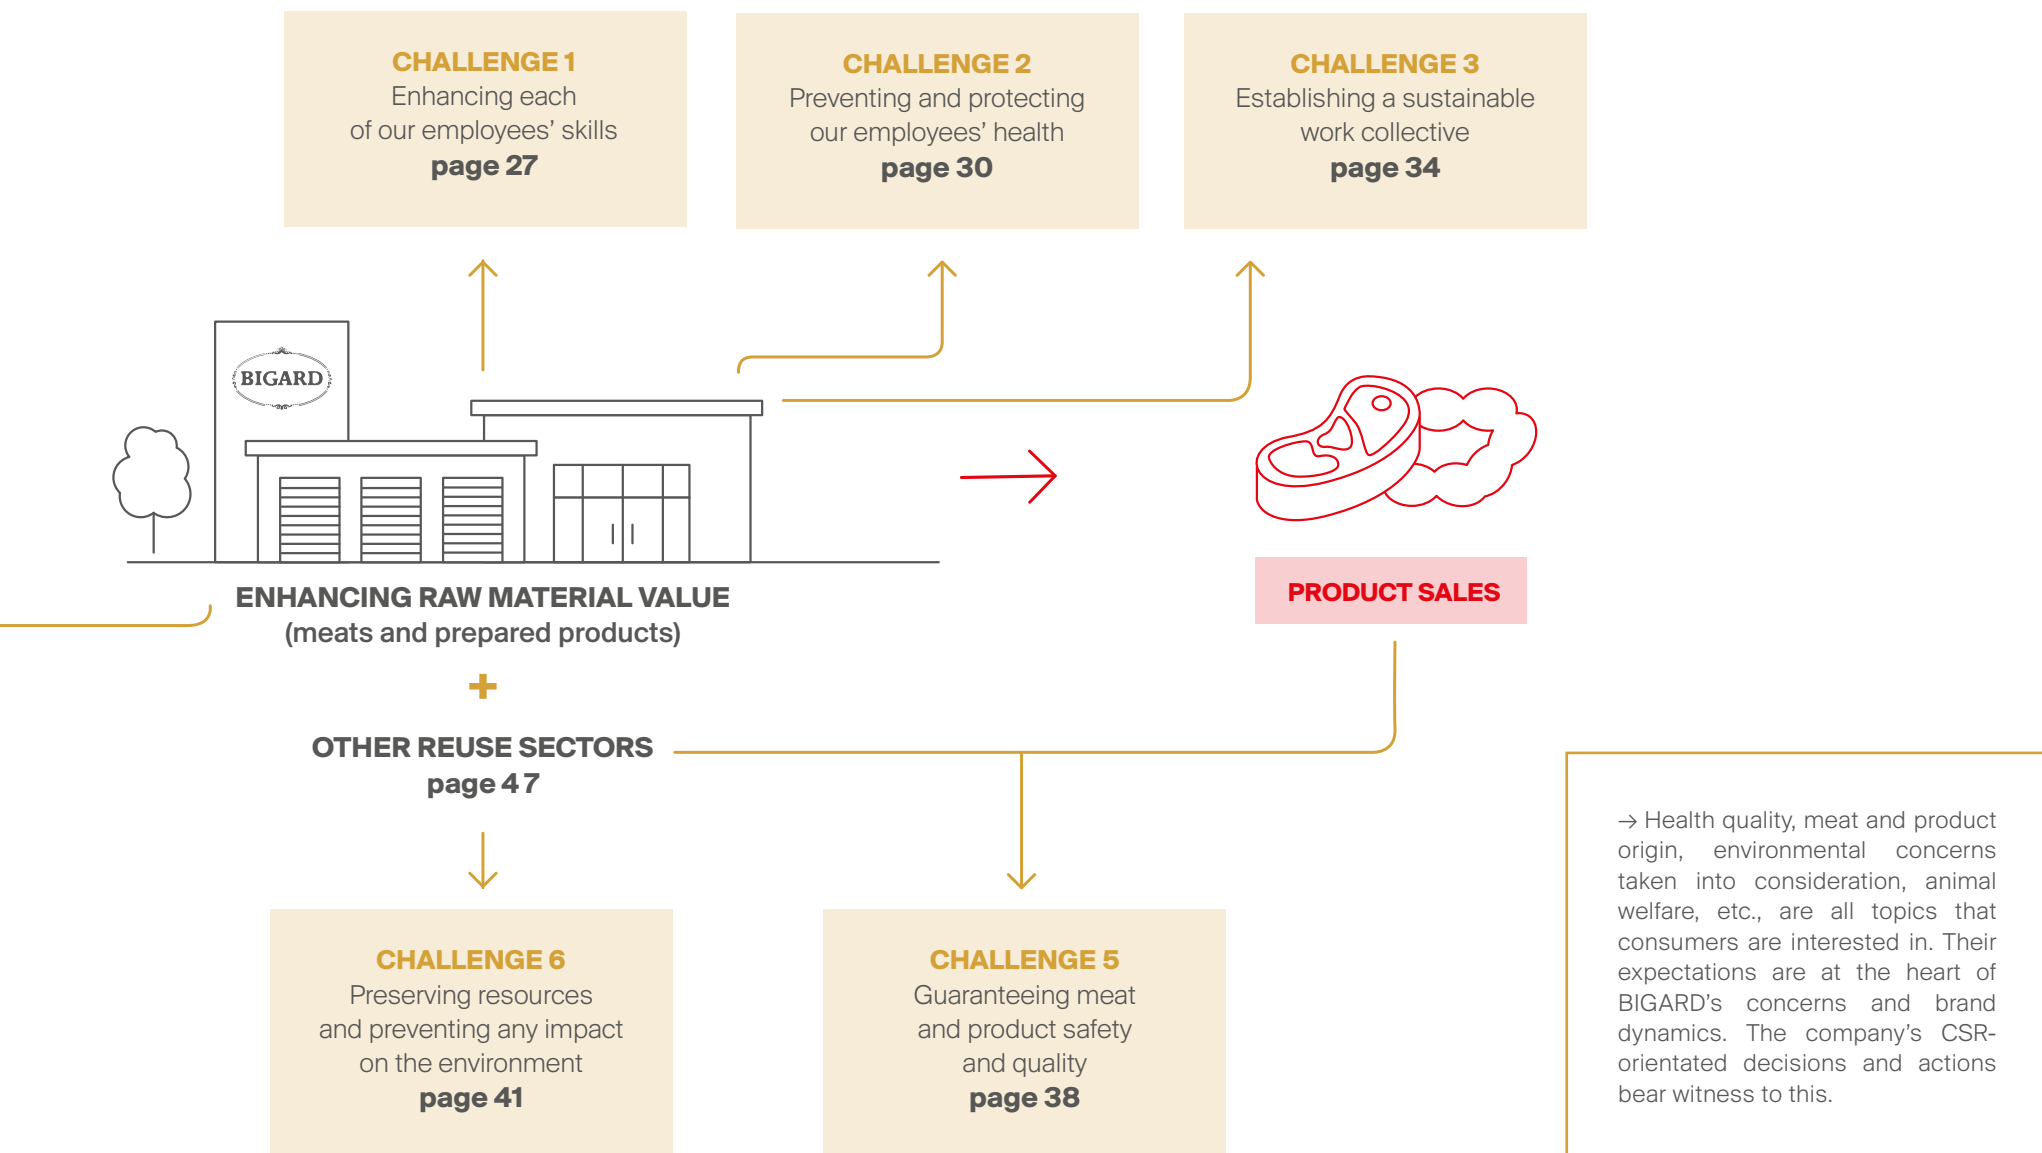 CHALLENGE 1
Enhancing each
of our employees’ skills
page 27
CHALLENGE 2
Preventing and protecting
our employees’ health
page 30
CHALLENGE 3
Establishing a sustainable
work collective
page 34
BIGARD
ENHANCING RAW MATERIAL VALUE
(meats and prepared products)
+
OTHER REUSE SECTORS
page 47
PRODUCT SALES
CHALLENGE 6
Preserving resources
and preventing any impact
on the environment
page 41
CHALLENGE 5
Guaranteeing meat
and product safety
and quality
page 38
→ Health quality, meat and product
origin, environmental concerns
taken into consideration, animal
welfare, etc., are all topics that
consumers are interested in. Their
expectations are at the heart of
BIGARD’s concerns and brand
dynamics. The company’s CSR-
orientated decisions and actions
bear witness to this.